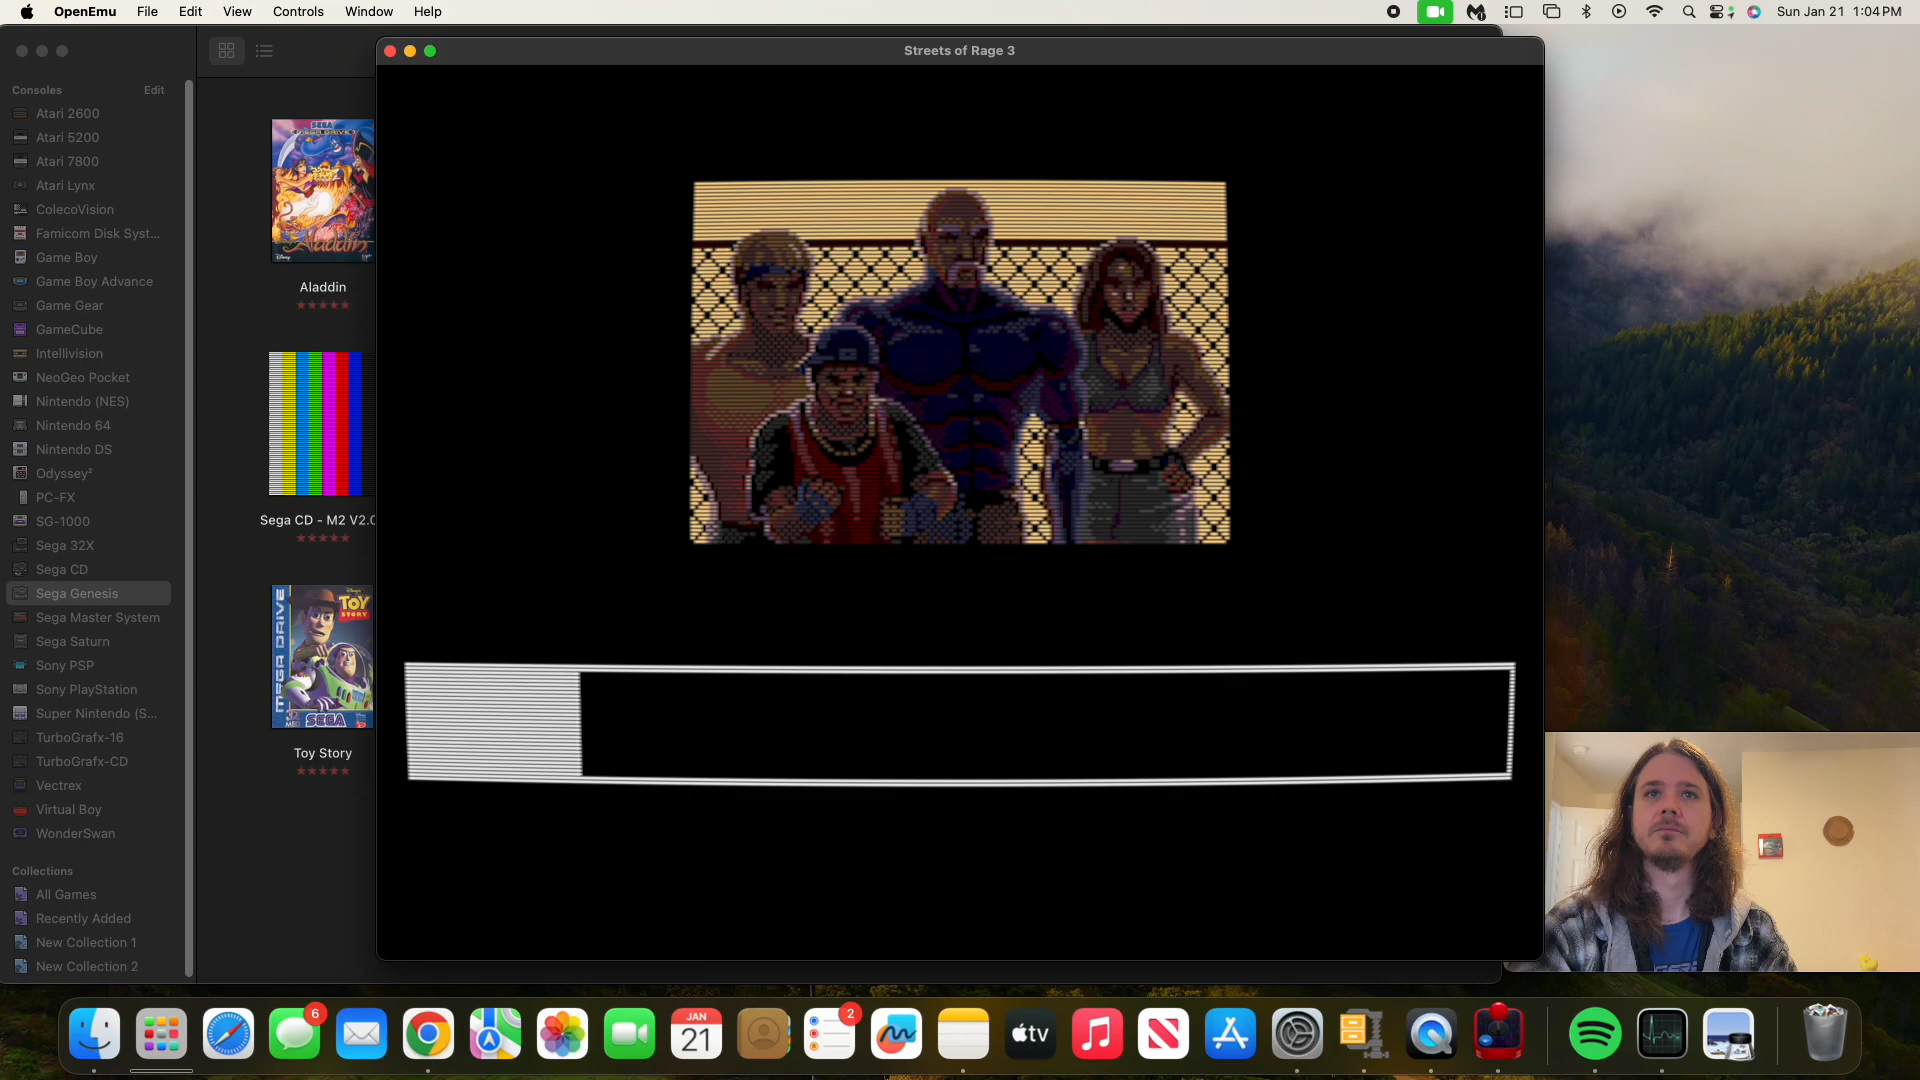 OpenEmu File Edit View Controls Window Help
Sun Jan 21 1:04 PM
Streets of Rage 3
Consoles Edit
Atari 2600
Atari 5200
Atari 7800
Atari Lynx
ColecoVision
Famicom Disk Syst...
Game Boy
Game Boy Advance
Game Gear
GameCube
Intellivision
NeoGeo Pocket
Nintendo (NES)
Nintendo 64
Nintendo DS
Odyssey²
PC-FX
SG-1000
Sega 32X
Sega CD
Sega Genesis
Sega Master System
Sega Saturn
Sony PSP
Sony PlayStation
Super Nintendo (S...
TurboGrafx-16
TurboGrafx-CD
Vectrex
Virtual Boy
WonderSwan
Collections
All Games
Recently Added
New Collection 1
New Collection 2
SEGA
MEGA DRIVE
Aladdin
Aladdin
Sega CD - M2 V2.0
MEGA DRIVE
TOY
STORY
SEGA
Toy Story
6
JAN
21
2
tv